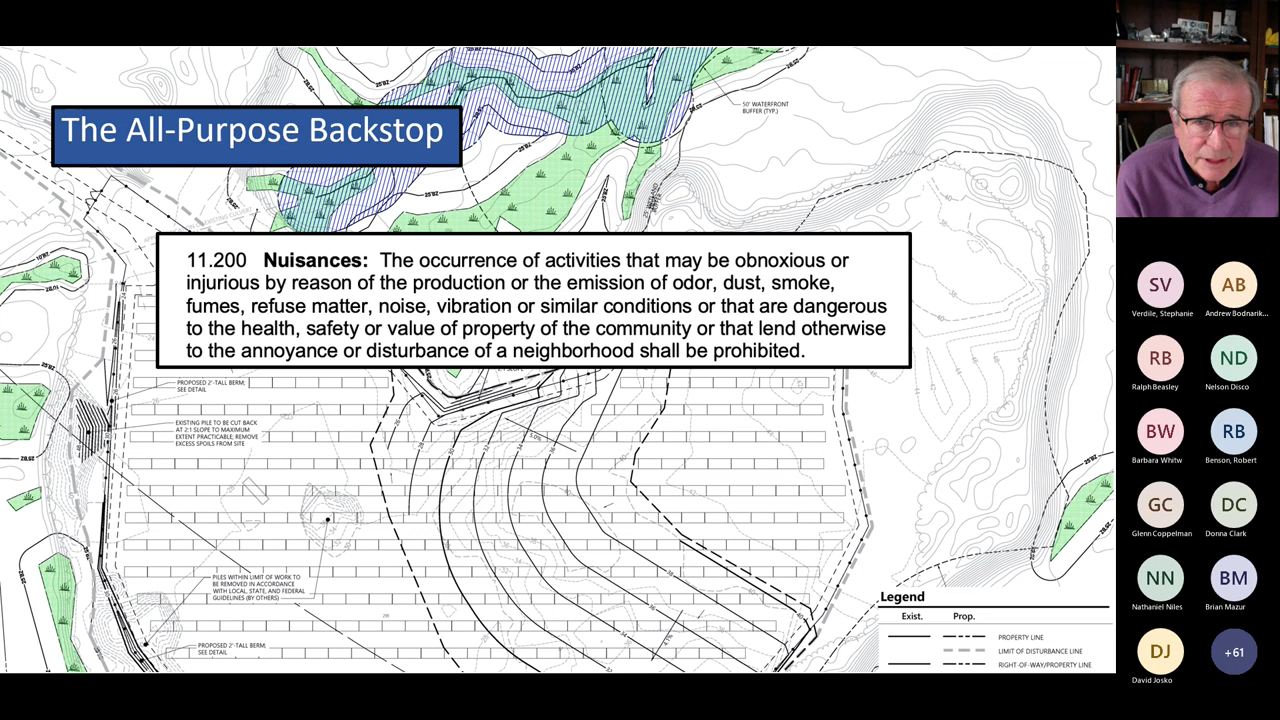 The All-Purpose Backstop
50' WATERFRONT
BUFFER (TYP.)
11.200 Nuisances: The occurrence of activities that may be obnoxious or
injurious by reason of the production or the emission of odor, dust, smoke,
fumes, refuse matter, noise, vibration or similar conditions or that are dangerous
to the health, safety or value of property of the community or that lend otherwise
to the annoyance or disturbance of a neighborhood shall be prohibited.
PROPOSED 2'-TALL BERM;
SEE DETAIL
EXISTING PILE TO BE CUT BACK
AT 2:1 SLOPE TO MAXIMUM
EXTENT PRACTICABLE; REMOVE
EXCESS SPOILS FROM SITE
PILES WITHIN LIMIT OF WORK TO
BE REMOVED IN ACCORDANCE
WITH LOCAL, STATE, AND FEDERAL
GUIDELINES (BY OTHERS)
PROPOSED 2'-TALL BERM;
SEE DETAIL
Legend
Exist. Prop.
PROPERTY LINE
LIMIT OF DISTURBANCE LINE
RIGHT-OF-WAY/PROPERTY LINE
SV AB
Verdile, Stephanie Andrew Bodnarik...
RB ND
Ralph Beasley Nelson Disco
BW RB
Barbara Whitw Benson, Robert
GC DC
Glenn Coppelman Donna Clark
NN BM
Nathaniel Niles Brian Mazur
DJ +61
David Josko